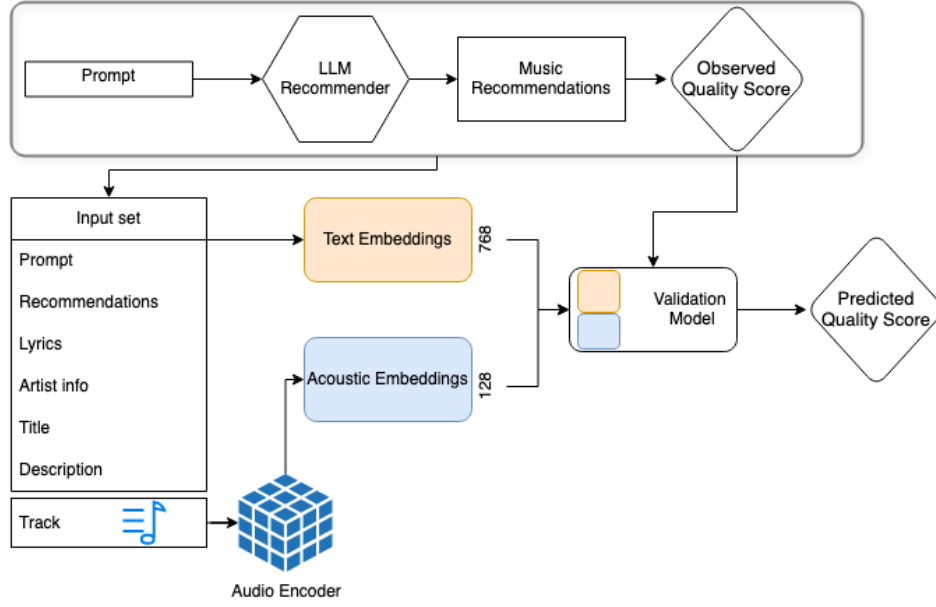 Prompt
LLM
Recommender
Music
Recommendations
Observed
Quality Score
Input set
Prompt
Recommendations
Lyrics
Artist info
Title
Description
Track
Text Embeddings
768
Acoustic Embeddings
128
Audio Encoder
Validation
Model
Predicted
Quality Score